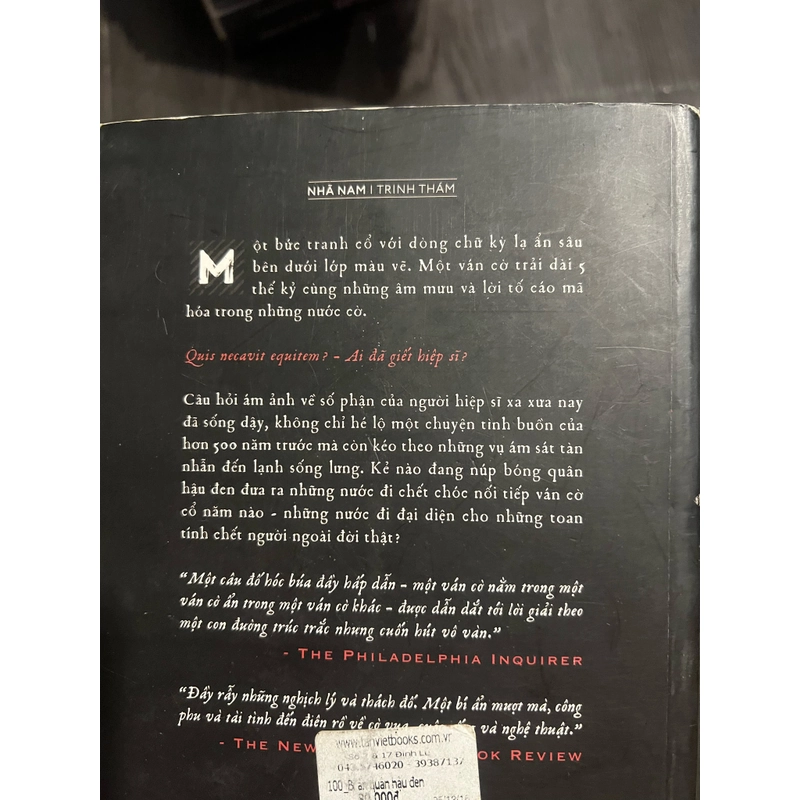 NHÃ NAM | TRINH THÁM
Một bức tranh cổ với dòng chữ kỳ lạ ẩn sâu
bên dưới lớp màu vẽ. Một ván cờ trải dài 5
thế kỷ cùng những âm mưu và lời tố cáo mã
hóa trong những nước cờ.
Quis necavit equitem? – Ai đã giết hiệp sĩ?
Câu hỏi ám ảnh về số phận của người hiệp sĩ xa xưa nay
đã sống dậy, không chỉ hé lộ một chuyện tình buồn của
hơn 500 năm trước mà còn kéo theo những vụ ám sát tàn
nhẫn đến lạnh sống lưng. Kẻ nào đang núp bóng quân
hậu đen đưa ra những nước đi chết chóc nối tiếp ván cờ
cổ năm nào - những nước đi đại diện cho những toan
tính chết người ngoài đời thật?
“Một câu đố hóc búa đầy hấp dẫn – một ván cờ nằm trong một
ván cờ ẩn trong một ván cờ khác – được dẫn dắt tới lời giải theo
một con đường trúc trắc nhưng cuốn hút vô vàn.”
- THE PHILADELPHIA INQUIRER
“Đầy rẫy những nghịch lý và thách đố. Một bí ẩn mượt mà, công
phu và tài tình đến điên rồ về cờ vua, và nghệ thuật.”
- THE NEW OOK REVIEW
www.tanvietbooks.com.vn
17 Đinh Lễ
6020 - 39387137
quân hậu đen
000đ